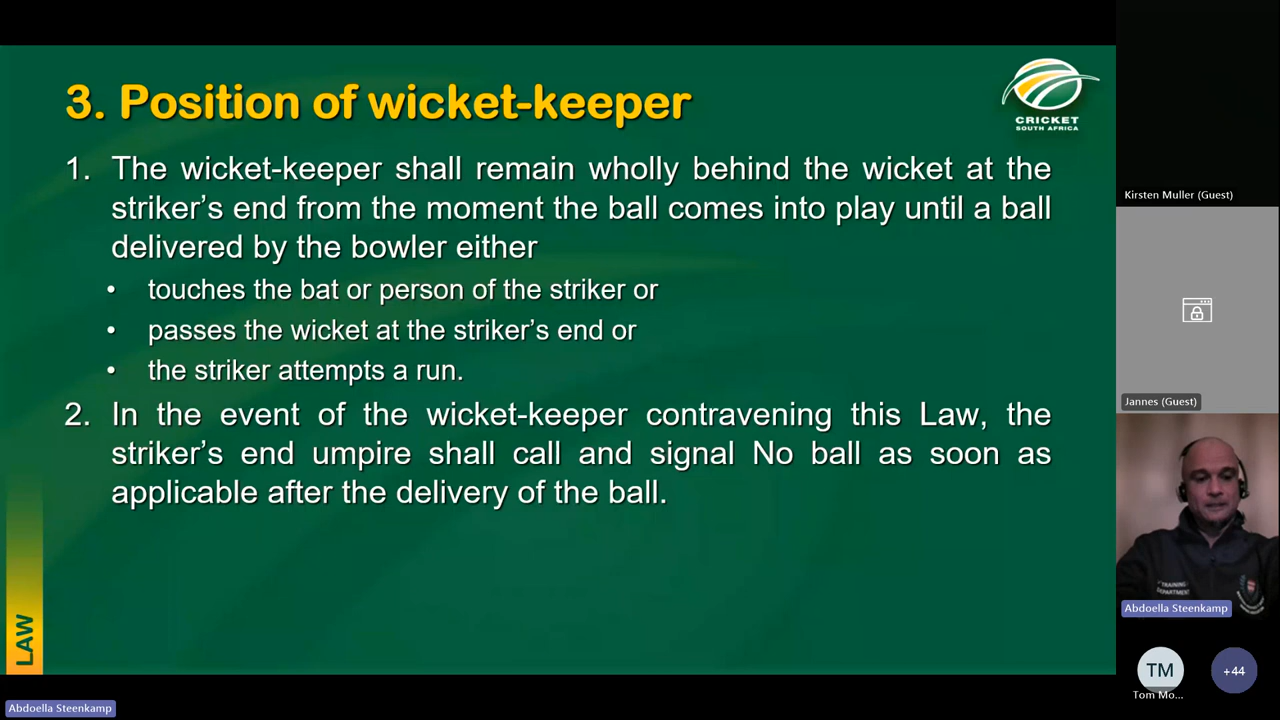 3. Position of wicket-keeper
CRICKET
SOUTH AFRICA
1. The wicket-keeper shall remain wholly behind the wicket at the
striker's end from the moment the ball comes into play until a ball
delivered by the bowler either
• touches the bat or person of the striker or
• passes the wicket at the striker's end or
• the striker attempts a run.
2. In the event of the wicket-keeper contravening this Law, the
striker's end umpire shall call and signal No ball as soon as
applicable after the delivery of the ball.
LAW
Abdoella Steenkamp
Kirsten Muller (Guest)
Jannes (Guest)
TRAINING
DEPARTMENT
Abdoella Steenkamp
TM
Tom Mo...
+44